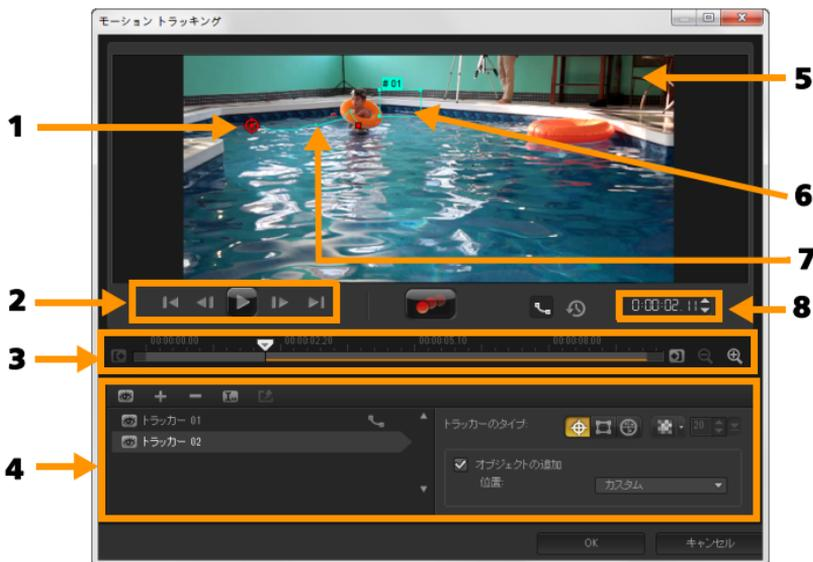 モーション トラッキング
# 01
1
5
6
7
2
0:00:02.11
8
00:00:00.00 00:00:02.20 00:00:05.10 00:00:08.00
3
トラッカー 01
トラッカー 02
トラッカーのタイプ:
20
オブジェクトの追加
位置:
カスタム
4
OK
キャンセル